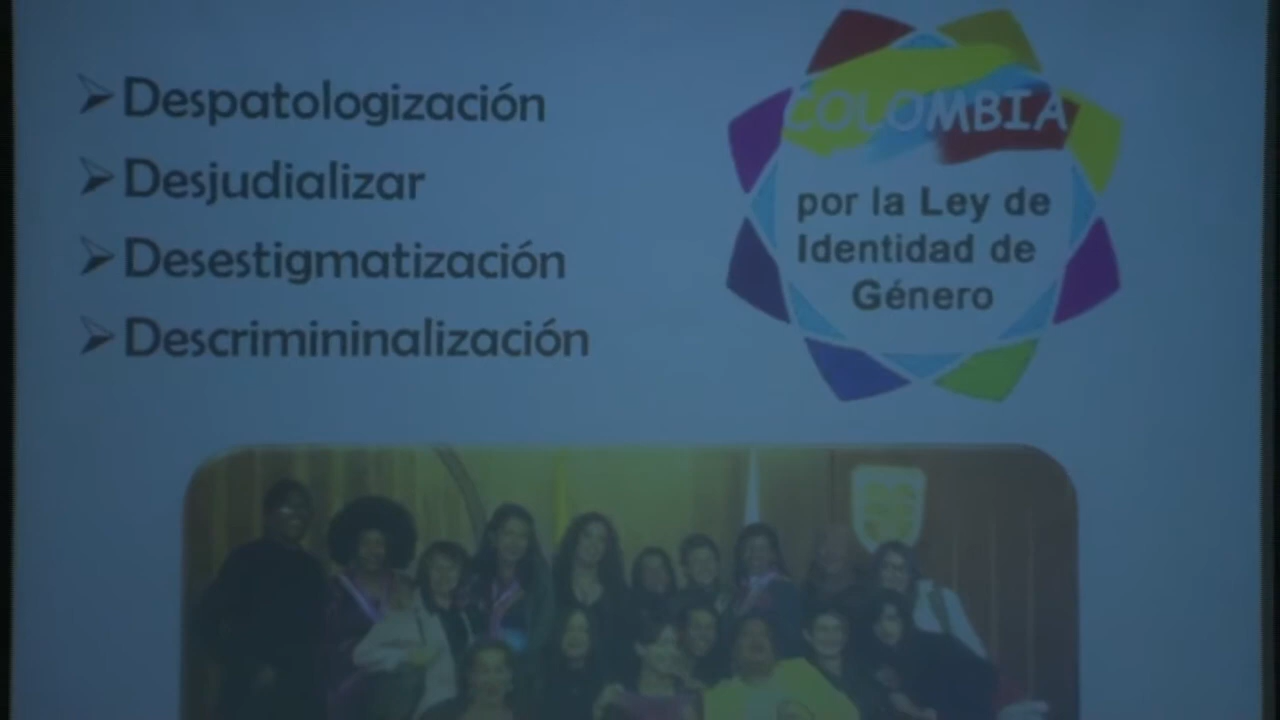 Despatologización
Desjudializar
Desestigmatización
Descrimininalización
COLOMBIA
por la Ley de
Identidad de
Género